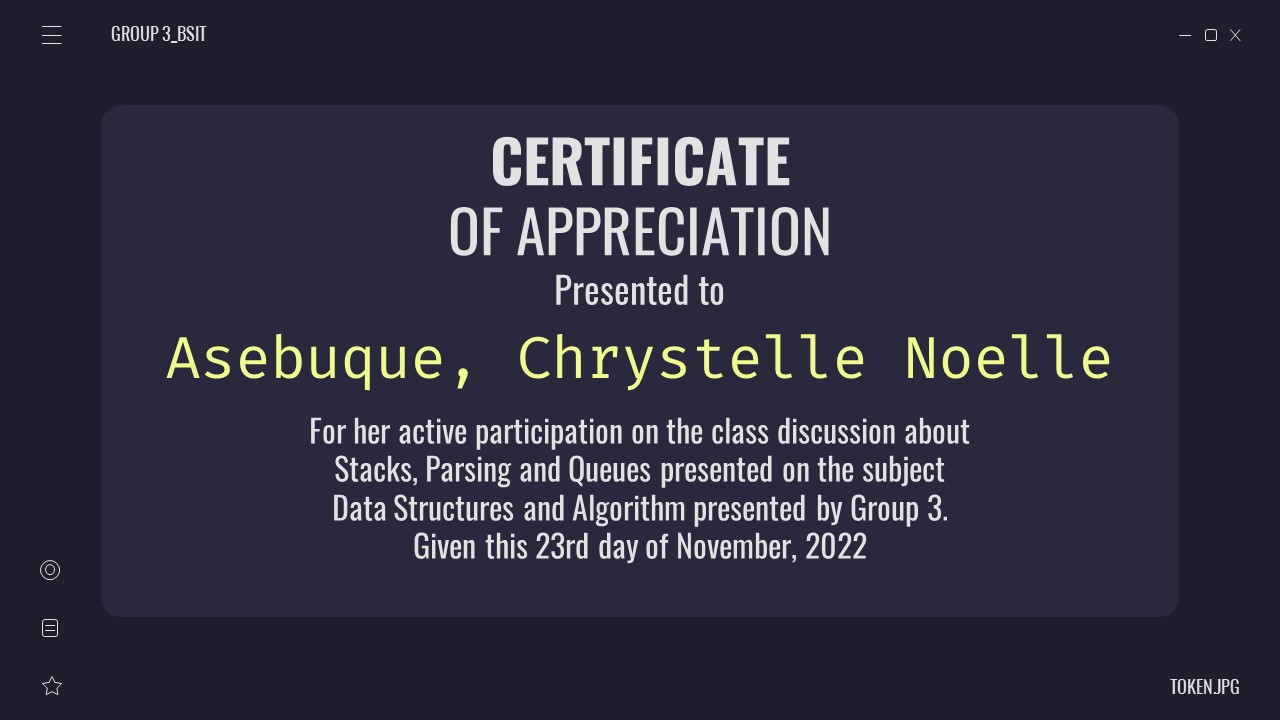 GROUP 3_BSIT
CERTIFICATE
OF APPRECIATION
Presented to
Asebuque, Chrystelle Noelle
For her active participation on the class discussion about
Stacks, Parsing and Queues presented on the subject
Data Structures and Algorithm presented by Group 3.
Given this 23rd day of November, 2022
TOKEN.JPG